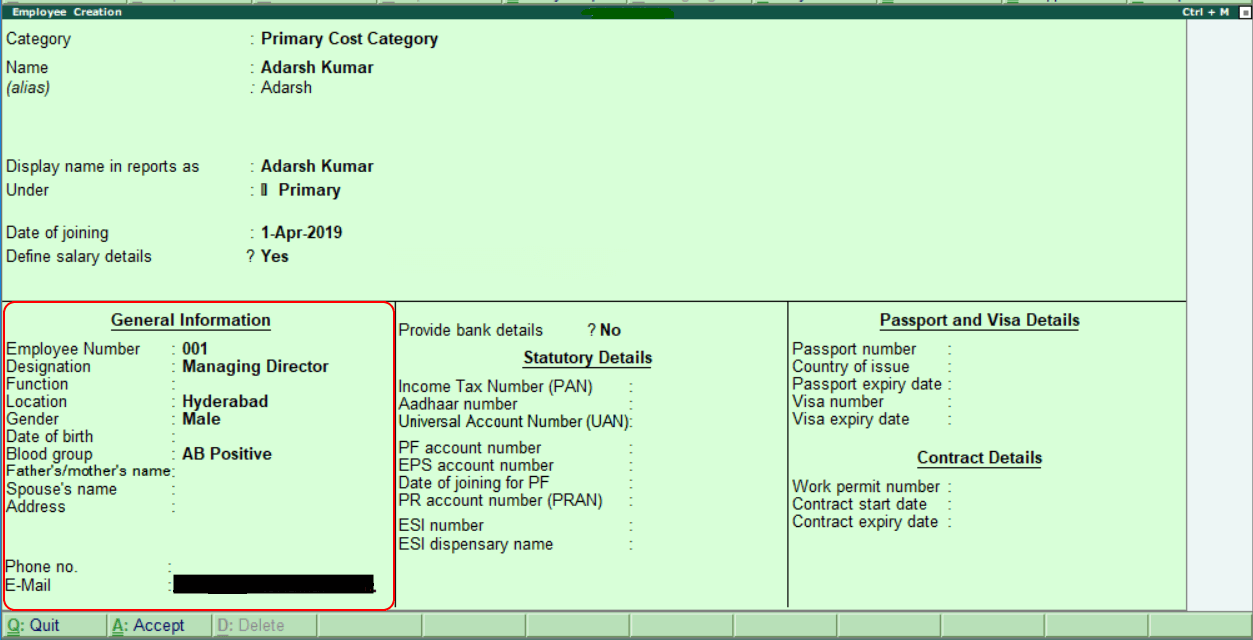 Employee Creation Ctrl + M
Category : Primary Cost Category
Name : Adarsh Kumar
(alias) : Adarsh
Display name in reports as : Adarsh Kumar
Under : Primary
Date of joining : 1-Apr-2019
Define salary details ? Yes
General Information
Employee Number : 001
Designation : Managing Director
Function :
Location : Hyderabad
Gender : Male
Date of birth :
Blood group : AB Positive
Father's/mother's name:
Spouse's name :
Address :
Phone no. :
E-Mail :
Provide bank details ? No
Statutory Details
Income Tax Number (PAN) :
Aadhaar number :
Universal Account Number (UAN):
PF account number :
EPS account number :
Date of joining for PF :
PR account number (PRAN) :
ESI number :
ESI dispensary name :
Passport and Visa Details
Passport number :
Country of issue :
Passport expiry date :
Visa number :
Visa expiry date :
Contract Details
Work permit number :
Contract start date :
Contract expiry date :
Q: Quit A: Accept D: Delete